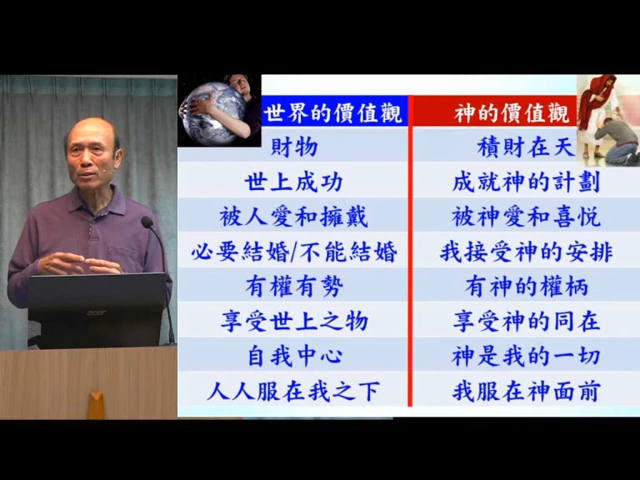 世界的價值觀 神的價值觀
財物 積財在天
世上成功 成就神的計劃
被人愛和擁戴 被神愛和喜悅
必要結婚/不能結婚 我接受神的安排
有權有勢 有神的權柄
享受世上之物 享受神的同在
自我中心 神是我的一切
人人服在我之下 我服在神面前
acer